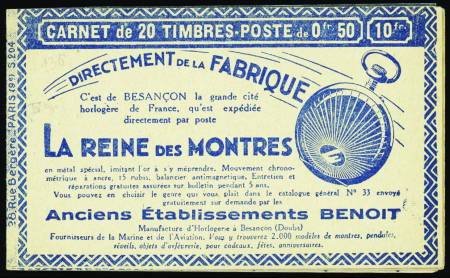 CARNET de 20 TIMBRES-POSTE de 0fr.50 10fr.
DIRECTEMENT DE LA FABRIQUE
C'est de BESANÇON la grande cité
horlogère de France, qu'est expédiée
directement par poste
LA REINE DES MONTRES
en métal spécial, imitant l'or à s'y méprendre. Mouvement chrono-
métrique à ancre, 15 rubis, balancier antimagnétique. Entretien et
réparations gratuites assurées sur bulletin pendant 5 ans.
Vous pouvez en choisir le genre qui vous plait dans le catalogue général N° 33 envoyé
gratuitement sur demande par les
Anciens Établissements BENOIT
Manufacture d'Horlogerie à Besançon (Doubs)
Fournisseurs de la Marine et de l'Aviation. Vous y trouverez 2.000 modèles de montres, pendules,
réveils, objets d'orfèvrerie, pour cadeaux, fêtes, anniversaires.
28, Rue Bergère - PARIS (9e) S. 204